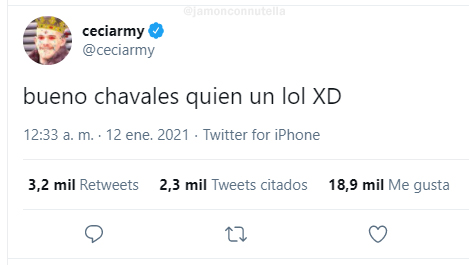 @jamonconnutella
ceciarmy
@ceciarmy
bueno chavales quien un lol XD
12:33 a. m. · 12 ene. 2021 · Twitter for iPhone
3,2 mil Retweets 2,3 mil Tweets citados 18,9 mil Me gusta